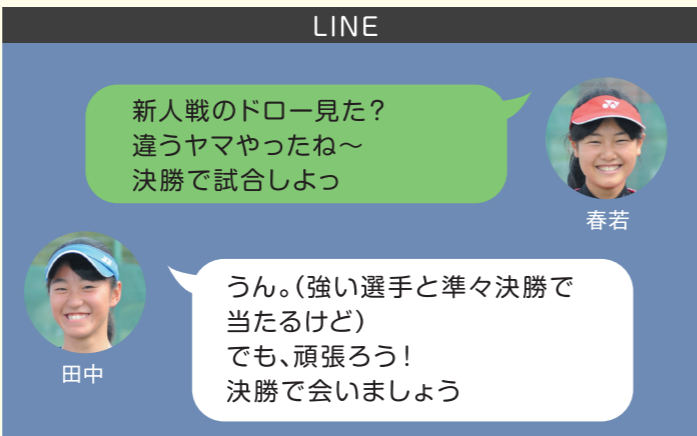 LINE
新人戦のドロー見た？
違うヤマやったね〜
決勝で試合しよっ
春若
うん。（強い選手と準々決勝で
当たるけど）
でも、頑張ろう！
決勝で会いましょう
田中